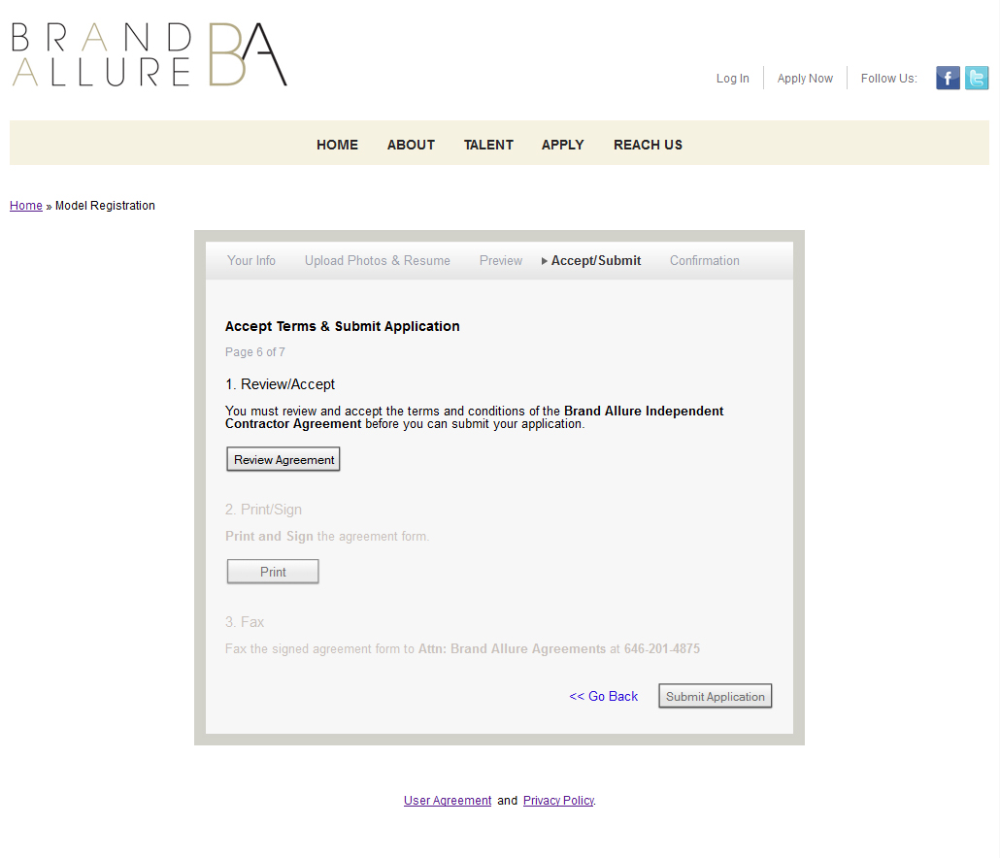 BRAND
ALLURE
BA
Log In
Apply Now
Follow Us:
f
t
HOME
ABOUT
TALENT
APPLY
REACH US
Home » Model Registration
Your Info
Upload Photos & Resume
Preview
Accept/Submit
Confirmation
Accept Terms & Submit Application
Page 6 of 7
1. Review/Accept
You must review and accept the terms and conditions of the Brand Allure Independent
Contractor Agreement before you can submit your application.
Review Agreement
2. Print/Sign
Print and Sign the agreement form.
Print
3. Fax
Fax the signed agreement form to Attn: Brand Allure Agreements at 646-201-4875
<< Go Back
Submit Application
User Agreement and Privacy Policy.